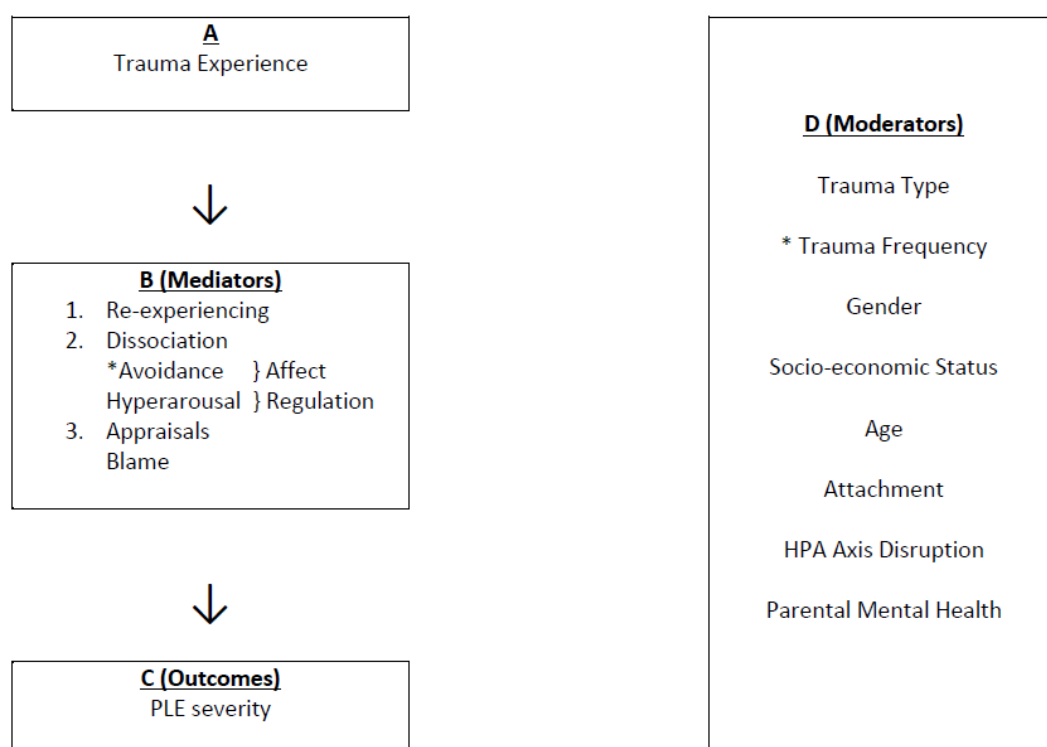 A
Trauma Experience
B (Mediators)
1. Re-experiencing
2. Dissociation
*Avoidance } Affect
Hyperarousal } Regulation
3. Appraisals
Blame
C (Outcomes)
PLE severity
D (Moderators)
Trauma Type
* Trauma Frequency
Gender
Socio-economic Status
Age
Attachment
HPA Axis Disruption
Parental Mental Health